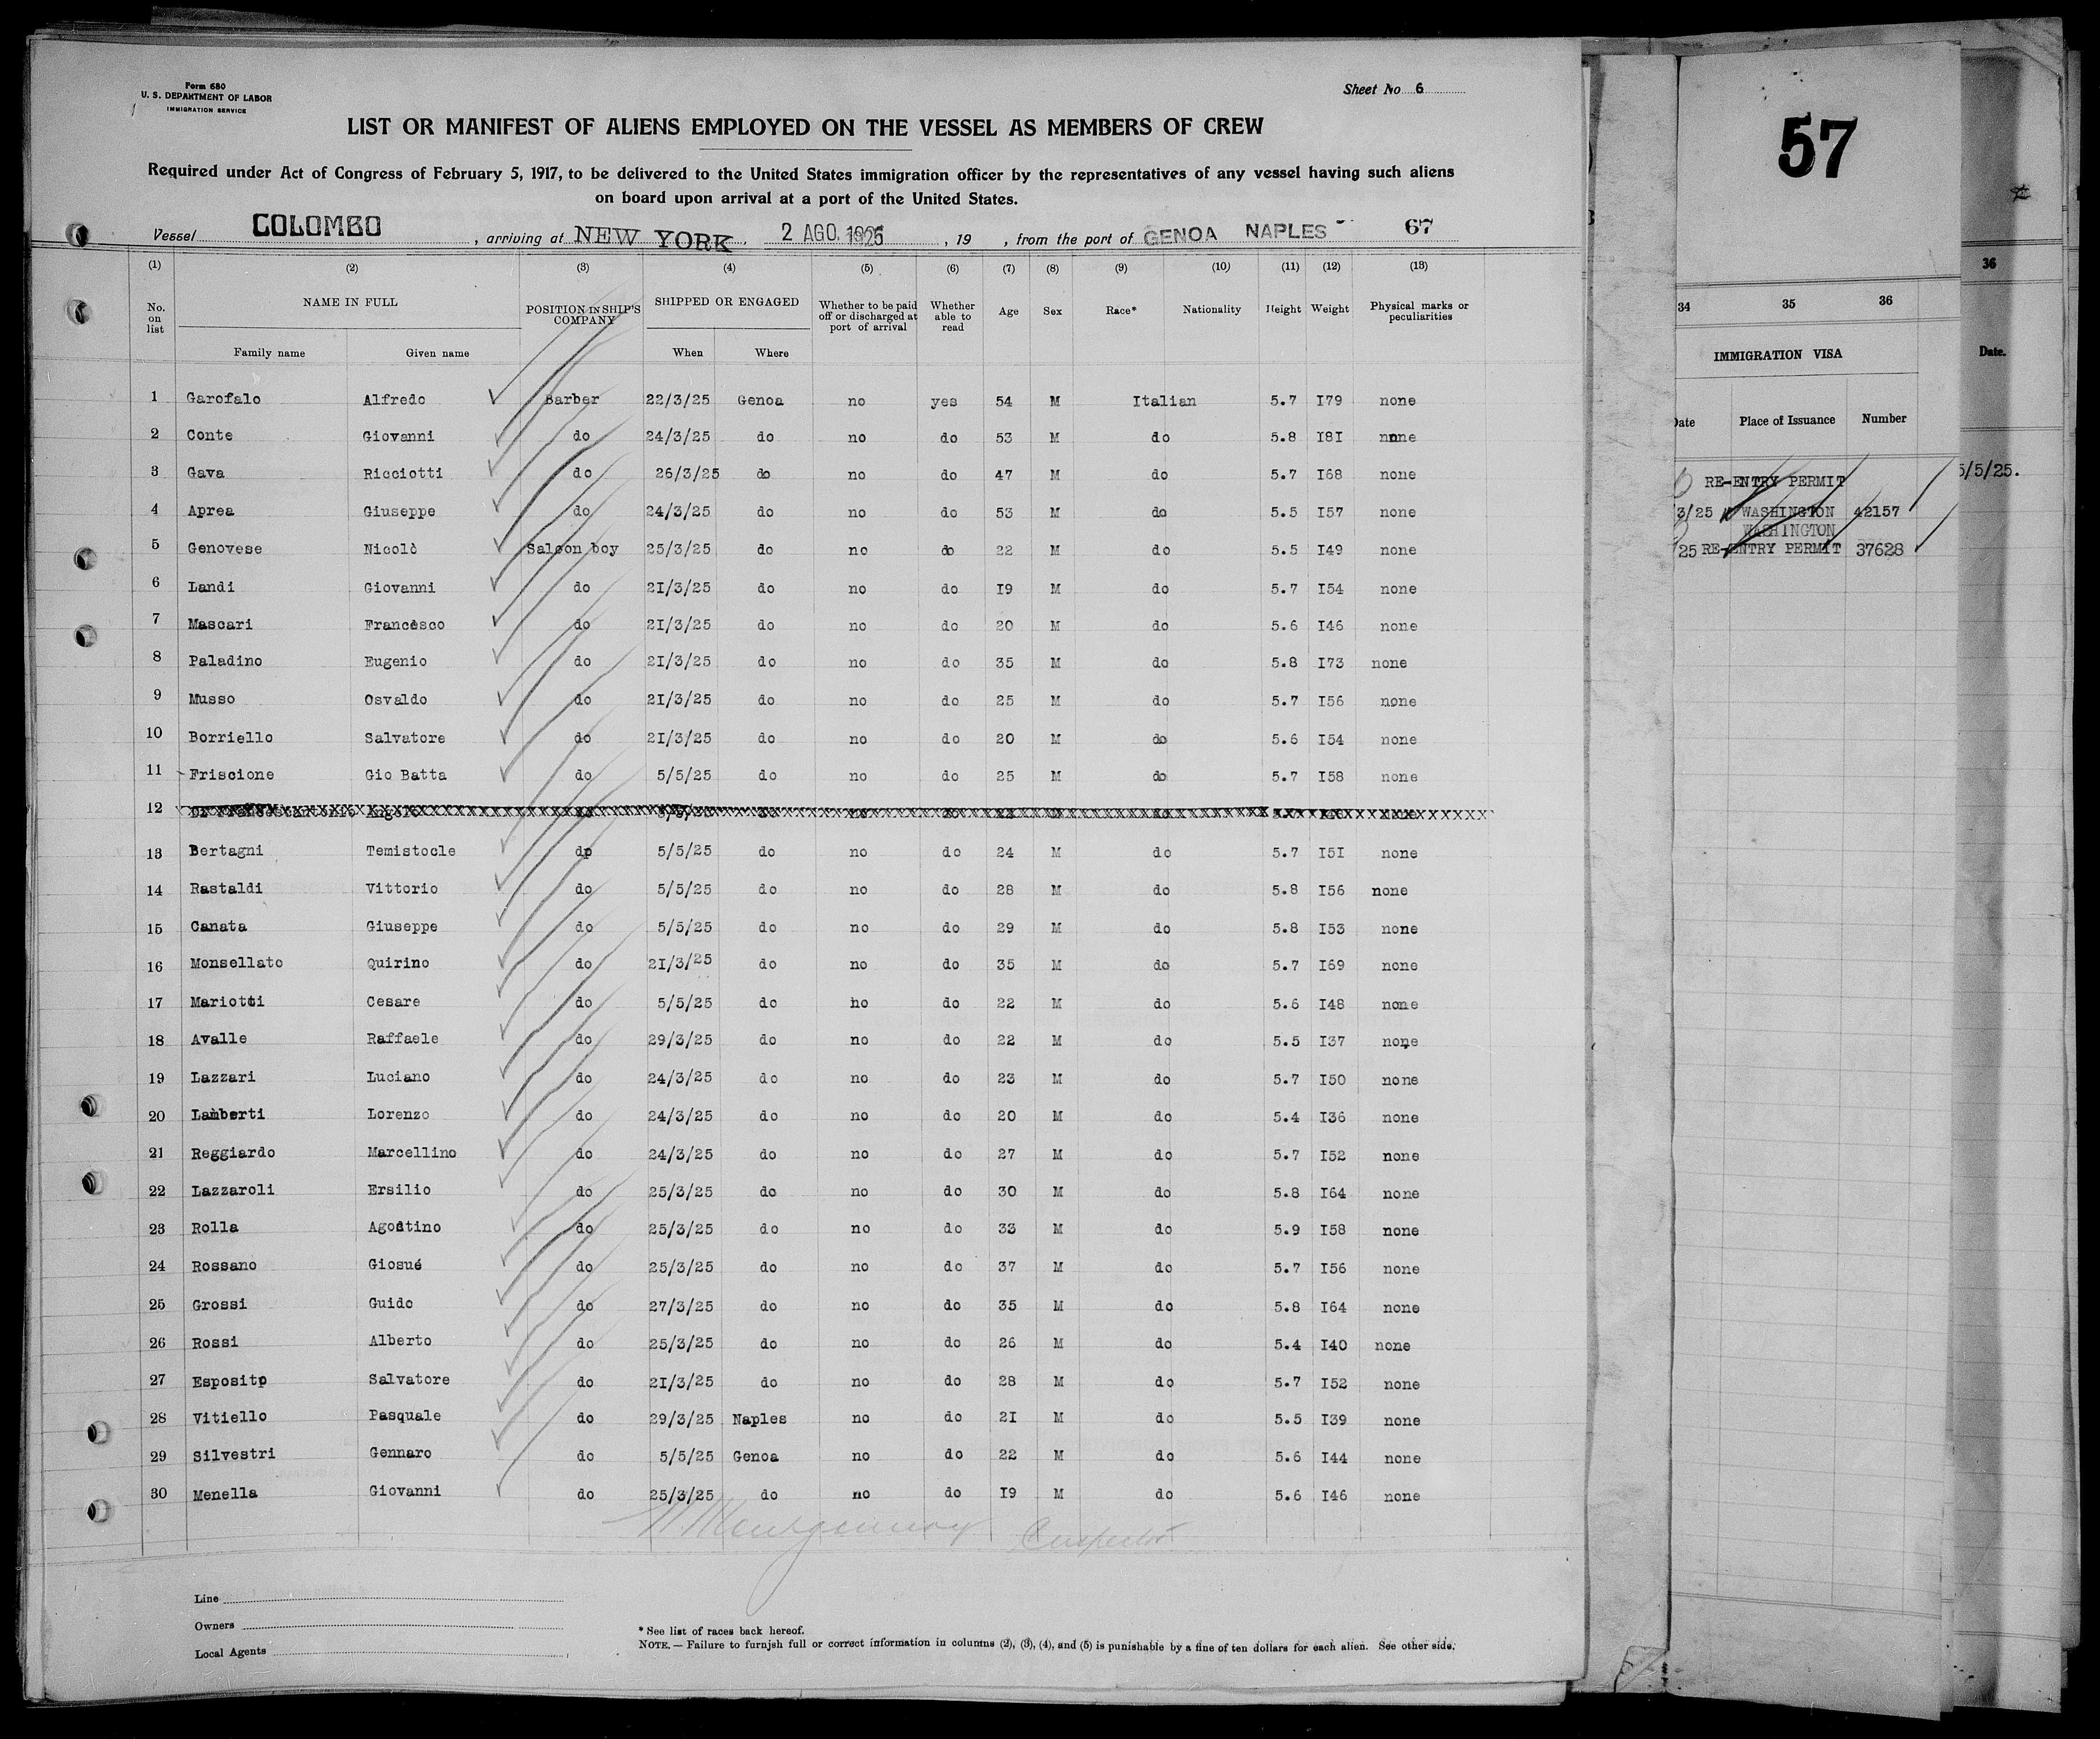 Form 680
U. S. DEPARTMENT OF LABOR
IMMIGRATION SERVICE
Sheet No 6
LIST OR MANIFEST OF ALIENS EMPLOYED ON THE VESSEL AS MEMBERS OF CREW
Required under Act of Congress of February 5, 1917, to be delivered to the United States immigration officer by the representatives of any vessel having such aliens
on board upon arrival at a port of the United States.
Vessel COLOMBO , arriving at NEW YORK , 2 AGO. 1925 , 19 , from the port of GENOA NAPLES 67
(1) (2) (3) (4) (5) (6) (7) (8) (9) (10) (11) (12) (13)
No. on list NAME IN FULL POSITION IN SHIP'S COMPANY SHIPPED OR ENGAGED Whether to be paid off or discharged at port of arrival Whether able to read Age Sex Race* Nationality Height Weight Physical marks or peculiarities
Family name Given name When Where
1 Garofalo Alfredo Barber 22/3/25 Genoa no yes 54 M Italian 5.7 I79 none
2 Conte Giovanni do 24/3/25 do no do 53 M do 5.8 I8I nnne
3 Gava Ricciotti do 26/3/25 do no do 47 M do 5.7 I68 none
4 Aprea Giuseppe do 24/3/25 do no do 53 M do 5.5 I57 none
5 Genovese Nicolò Saloon boy 25/3/25 do no do 22 M do 5.5 I49 none
6 Landi Giovanni do 2I/3/25 do no do I9 M do 5.7 I54 none
7 Mascari Francesco do 2I/3/25 do no do 20 M do 5.6 I46 none
8 Paladino Eugenio do 2I/3/25 do no do 35 M do 5.8 I73 none
9 Musso Osvaldo do 2I/3/25 do no do 25 M do 5.7 I56 none
10 Borriello Salvatore do 2I/3/25 do no do 20 M do 5.6 I54 none
11 Friscione Gio Batta do 5/5/25 do no do 25 M do 5.7 I58 none
12
13 Bertagni Temistocle dp 5/5/25 do no do 24 M do 5.7 I5I none
14 Rastaldi Vittorio do 5/5/25 do no do 28 M do 5.8 I56 none
15 Canata Giuseppe do 5/5/25 do no do 29 M do 5.8 I53 none
16 Monsellato Quirino do 2I/3/25 do no do 35 M do 5.7 I69 none
17 Mariotti Cesare do 5/5/25 do no do 22 M do 5.6 I48 none
18 Avalle Raffaele do 29/3/25 do no do 22 M do 5.5 I37 none
19 Lazzari Luciano do 24/3/25 do no do 23 M do 5.7 I50 none
20 Lamberti Lorenzo do 24/3/25 do no do 20 M do 5.4 I36 none
21 Reggiardo Marcellino do 24/3/25 do no do 27 M do 5.7 I52 none
22 Lazzaroli Ersilio do 25/3/25 do no do 30 M do 5.8 I64 none
23 Rolla Agostino do 25/3/25 do no do 33 M do 5.9 I58 none
24 Rossano Giosué do 25/3/25 do no do 37 M do 5.7 I56 none
25 Grossi Guido do 27/3/25 do no do 35 M do 5.8 I64 none
26 Rossi Alberto do 25/3/25 do no do 26 M do 5.4 I40 none
27 Espositp Salvatore do 2I/3/25 do no do 28 M do 5.7 I52 none
28 Vitiello Pasquale do 29/3/25 Naples no do 2I M do 5.5 I39 none
29 Silvestri Gennaro do 5/5/25 Genoa no do 22 M do 5.6 I44 none
30 Menella Giovanni do 25/3/25 do no do I9 M do 5.6 I46 none
Montgomery Inspector
Line
Owners
Local Agents
* See list of races back hereof.
NOTE. — Failure to furnish full or correct information in columns (2), (3), (4), and (5) is punishable by a fine of ten dollars for each alien. See other side.
57
34 35 36
IMMIGRATION VISA
Date Place of Issuance Number
RE-ENTRY PERMIT
3/25 WASHINGTON 42157
WASHINGTON
25 RE-ENTRY PERMIT 37628
36
Date.
5/5/25.